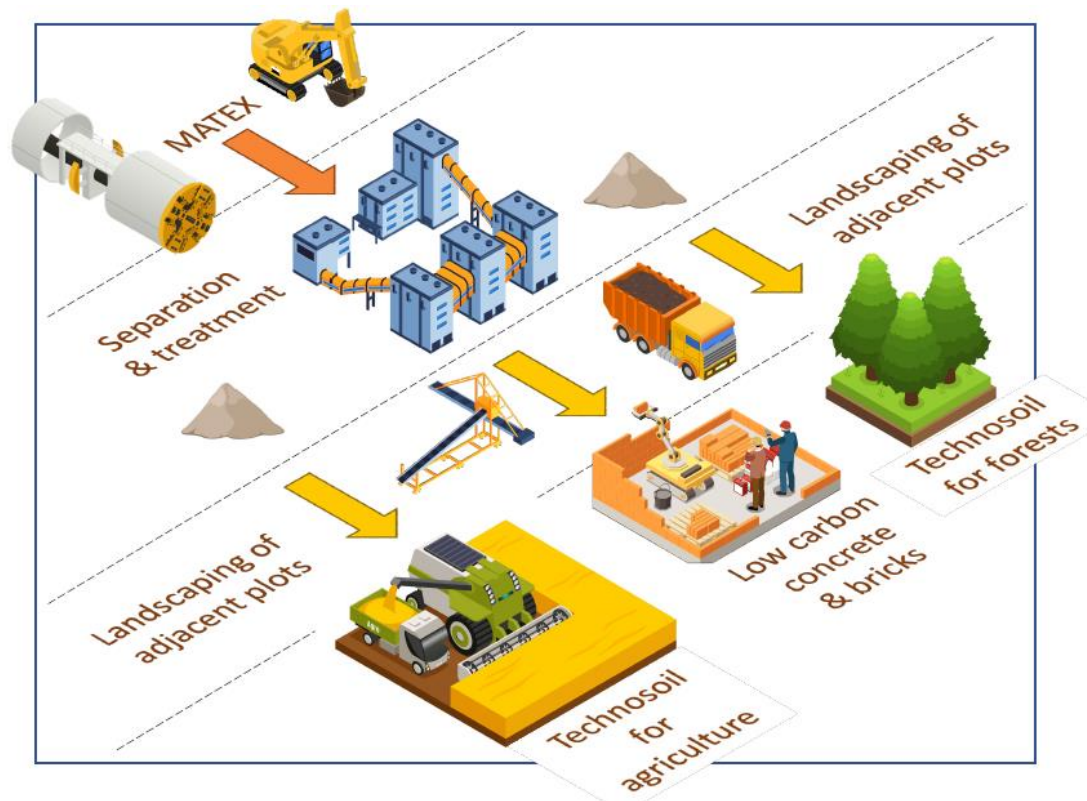 MATEX
Separation
& treatment
Landscaping of
adjacent plots
Landscaping of
adjacent plots
Technosoil
for forests
Low carbon
concrete
& bricks
Technosoil
for
agriculture